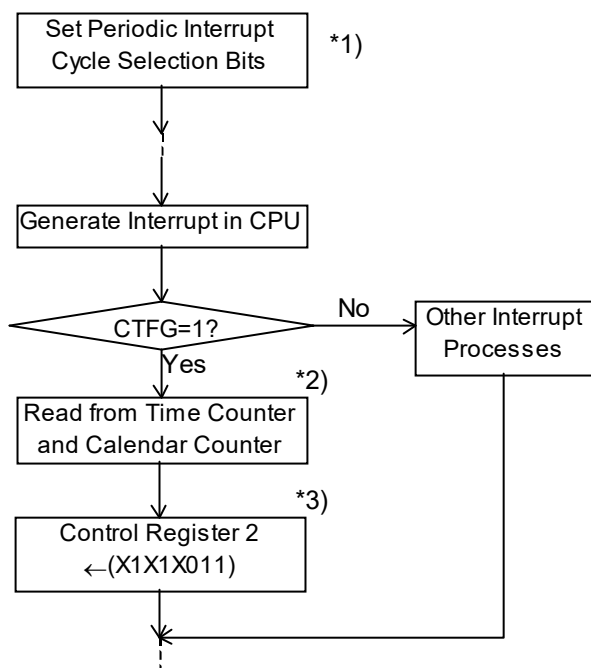 Set Periodic Interrupt
Cycle Selection Bits
*1)
Generate Interrupt in CPU
CTFG=1?
No
Other Interrupt
Processes
Yes
*2)
Read from Time Counter
and Calendar Counter
*3)
Control Register 2
←(X1X1X011)